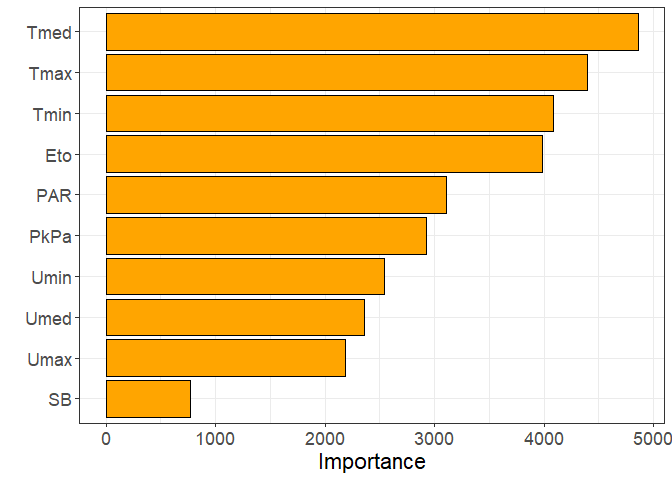 Tmed
Tmax
Tmin
Eto
PAR
PkPa
Umin
Umed
Umax
SB
0 1000 2000 3000 4000 5000
Importance